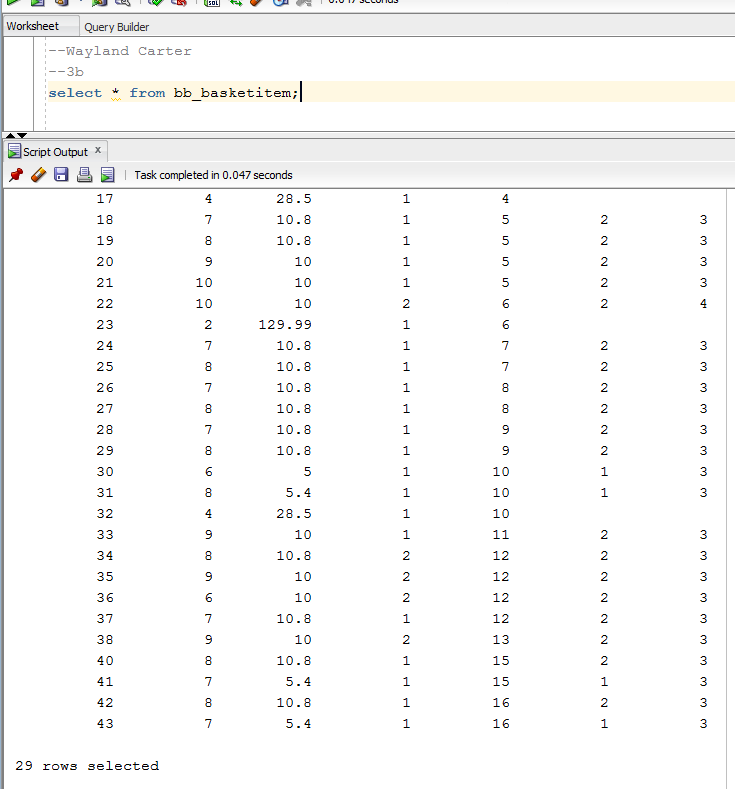 0.047 seconds
Worksheet Query Builder
--Wayland Carter
--3b
select * from bb_basketitem;
Script Output x
Task completed in 0.047 seconds
17 4 28.5 1 4
18 7 10.8 1 5 2 3
19 8 10.8 1 5 2 3
20 9 10 1 5 2 3
21 10 10 1 5 2 3
22 10 10 2 6 2 4
23 2 129.99 1 6
24 7 10.8 1 7 2 3
25 8 10.8 1 7 2 3
26 7 10.8 1 8 2 3
27 8 10.8 1 8 2 3
28 7 10.8 1 9 2 3
29 8 10.8 1 9 2 3
30 6 5 1 10 1 3
31 8 5.4 1 10 1 3
32 4 28.5 1 10
33 9 10 1 11 2 3
34 8 10.8 2 12 2 3
35 9 10 2 12 2 3
36 6 10 2 12 2 3
37 7 10.8 1 12 2 3
38 9 10 2 13 2 3
40 8 10.8 1 15 2 3
41 7 5.4 1 15 1 3
42 8 10.8 1 16 2 3
43 7 5.4 1 16 1 3
29 rows selected